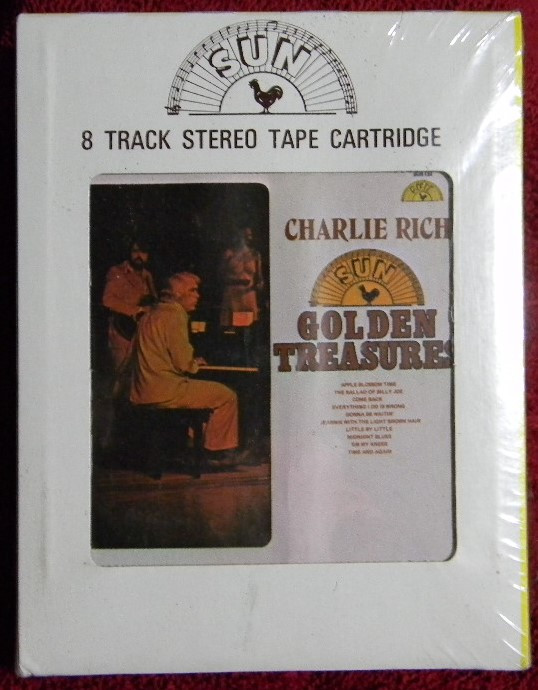 SUN
8 TRACK STEREO TAPE CARTRIDGE
SUN
CHARLIE RICH
SUN
GOLDEN
TREASURES
APPLE BLOSSOM TIME
THE BALLAD OF BILLY JOE
COME BACK
EVERYTHING I DO IS WRONG
GONNA BE WAITIN'
JEANNIE WITH THE LIGHT BROWN HAIR
LITTLE BY LITTLE
MIDNIGHT BLUES
ON MY KNEES
TIME AND AGAIN